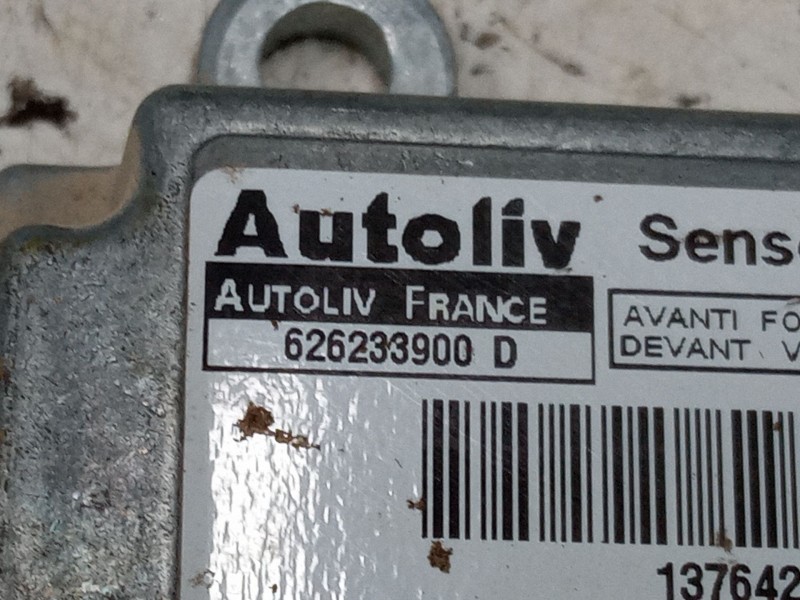 Autoliv
AUTOLIV FRANCE
626233900 D
AVANTI
DEVANT